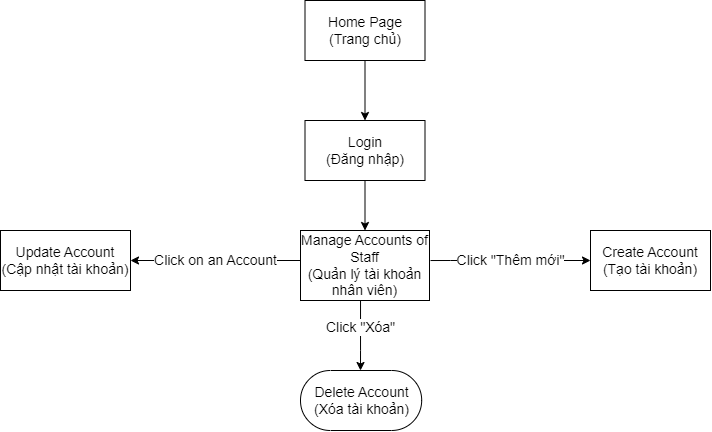 Home Page
(Trang chủ)
Login
(Đăng nhập)
Manage Accounts of
Staff
(Quản lý tài khoản
nhân viên)
Update Account
(Cập nhật tài khoản)
Click on an Account
Click "Thêm mới"
Create Account
(Tạo tài khoản)
Click "Xóa"
Delete Account
(Xóa tài khoản)